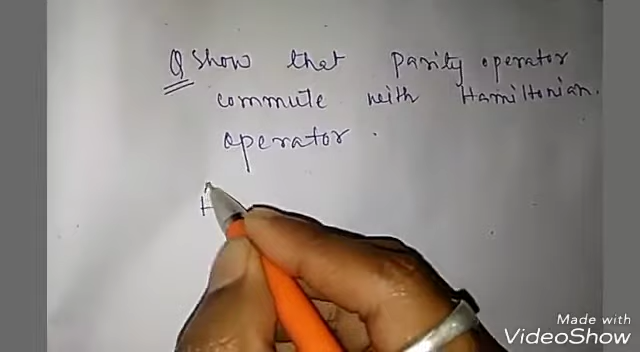 Q Show that parity operator
commute with Hamiltonian
operator.
Made with
VideoShow